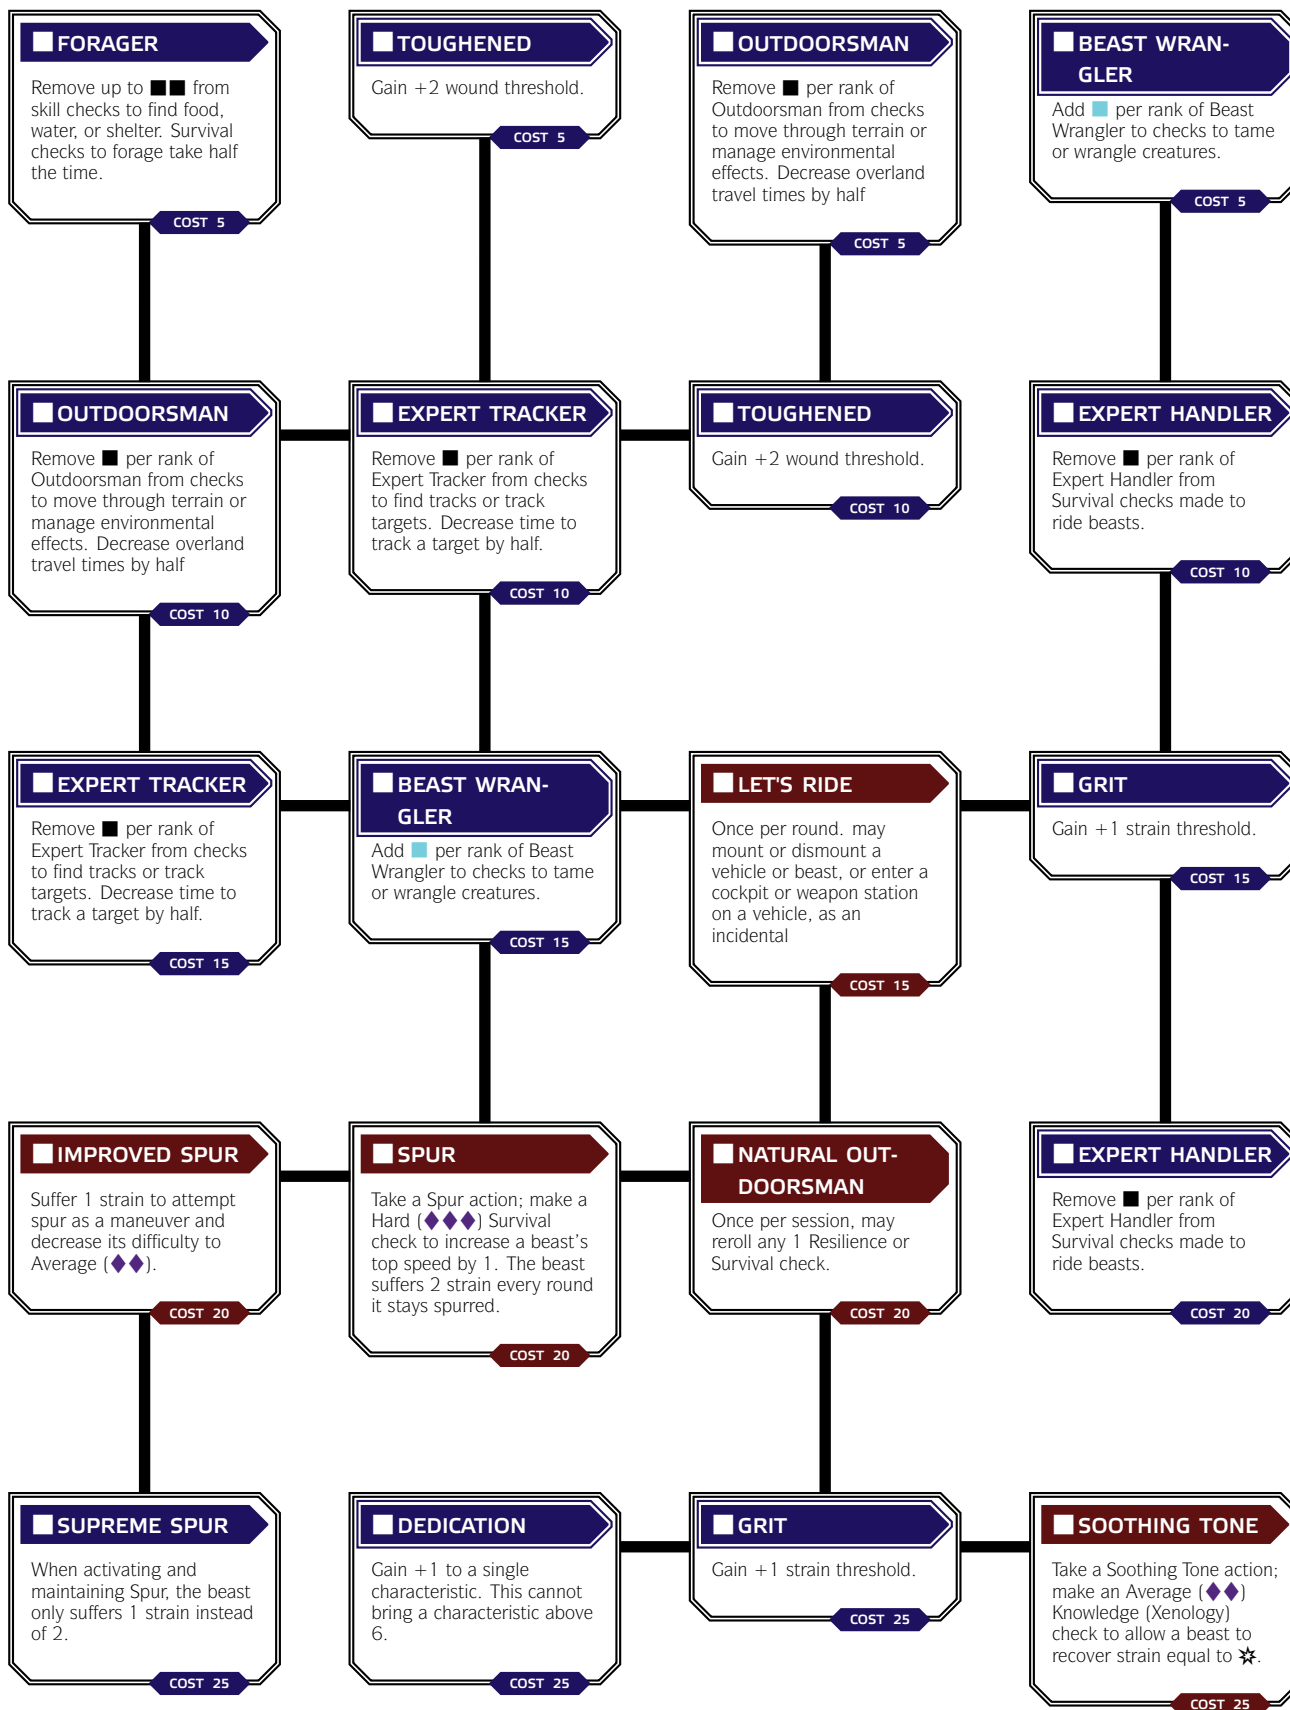 FORAGER
Remove up to ■■ from
skill checks to find food,
water, or shelter. Survival
checks to forage take half
the time.
COST 5
TOUGHENED
Gain +2 wound threshold.
COST 5
OUTDOORSMAN
Remove ■ per rank of
Outdoorsman from checks
to move through terrain or
manage environmental
effects. Decrease overland
travel times by half
COST 5
BEAST WRAN-
GLER
Add ■ per rank of Beast
Wrangler to checks to tame
or wrangle creatures.
COST 5
OUTDOORSMAN
Remove ■ per rank of
Outdoorsman from checks
to move through terrain or
manage environmental
effects. Decrease overland
travel times by half
COST 10
EXPERT TRACKER
Remove ■ per rank of
Expert Tracker from checks
to find tracks or track
targets. Decrease time to
track a target by half.
COST 10
TOUGHENED
Gain +2 wound threshold.
COST 10
EXPERT HANDLER
Remove ■ per rank of
Expert Handler from
Survival checks made to
ride beasts.
COST 10
EXPERT TRACKER
Remove ■ per rank of
Expert Tracker from checks
to find tracks or track
targets. Decrease time to
track a target by half.
COST 15
BEAST WRAN-
GLER
Add ■ per rank of Beast
Wrangler to checks to tame
or wrangle creatures.
COST 15
LET'S RIDE
Once per round. may
mount or dismount a
vehicle or beast, or enter a
cockpit or weapon station
on a vehicle, as an
incidental
COST 15
GRIT
Gain +1 strain threshold.
COST 15
IMPROVED SPUR
Suffer 1 strain to attempt
spur as a maneuver and
decrease its difficulty to
Average (♦♦).
COST 20
SPUR
Take a Spur action; make a
Hard (♦♦♦) Survival
check to increase a beast's
top speed by 1. The beast
suffers 2 strain every round
it stays spurred.
COST 20
NATURAL OUT-
DOORSMAN
Once per session, may
reroll any 1 Resilience or
Survival check.
COST 20
EXPERT HANDLER
Remove ■ per rank of
Expert Handler from
Survival checks made to
ride beasts.
COST 20
SUPREME SPUR
When activating and
maintaining Spur, the beast
only suffers 1 strain instead
of 2.
COST 25
DEDICATION
Gain +1 to a single
characteristic. This cannot
bring a characteristic above
6.
COST 25
GRIT
Gain +1 strain threshold.
COST 25
SOOTHING TONE
Take a Soothing Tone action;
make an Average (♦♦)
Knowledge (Xenology)
check to allow a beast to
recover strain equal to ✲.
COST 25